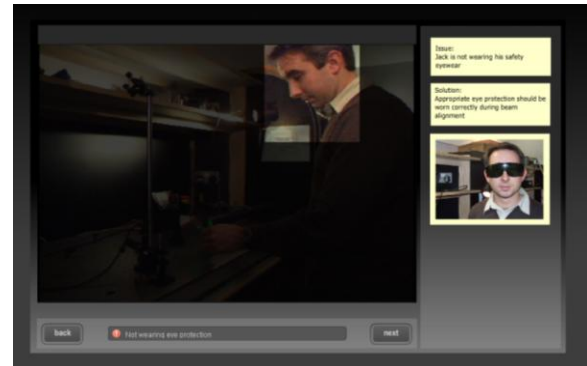 Issue:
Jack is not wearing his safety
eyewear
Solution:
Appropriate eye protection should be
worn correctly during beam
alignment
back
Not wearing eye protection
next